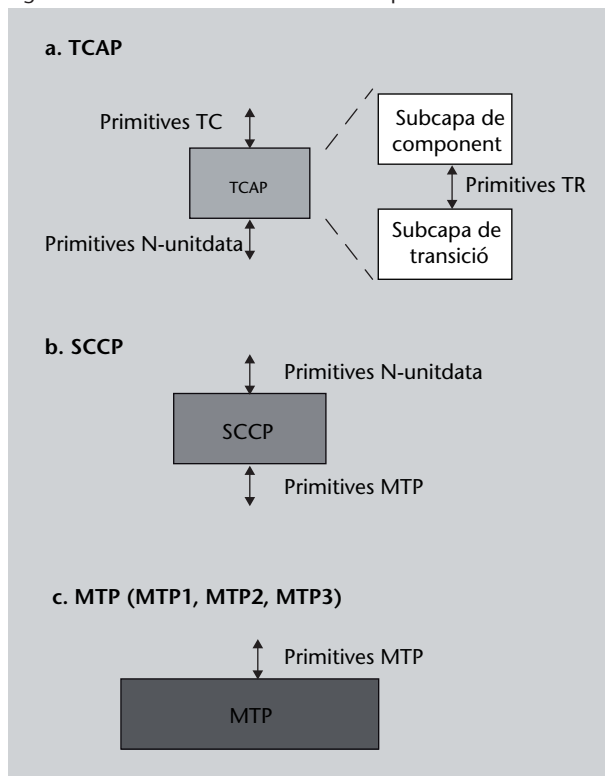 a. TCAP
Primitives TC
TCAP
Primitives N-unitdata
Subcapa de
component
Primitives TR
Subcapa de
transició
b. SCCP
Primitives N-unitdata
SCCP
Primitives MTP
c. MTP (MTP1, MTP2, MTP3)
Primitives MTP
MTP